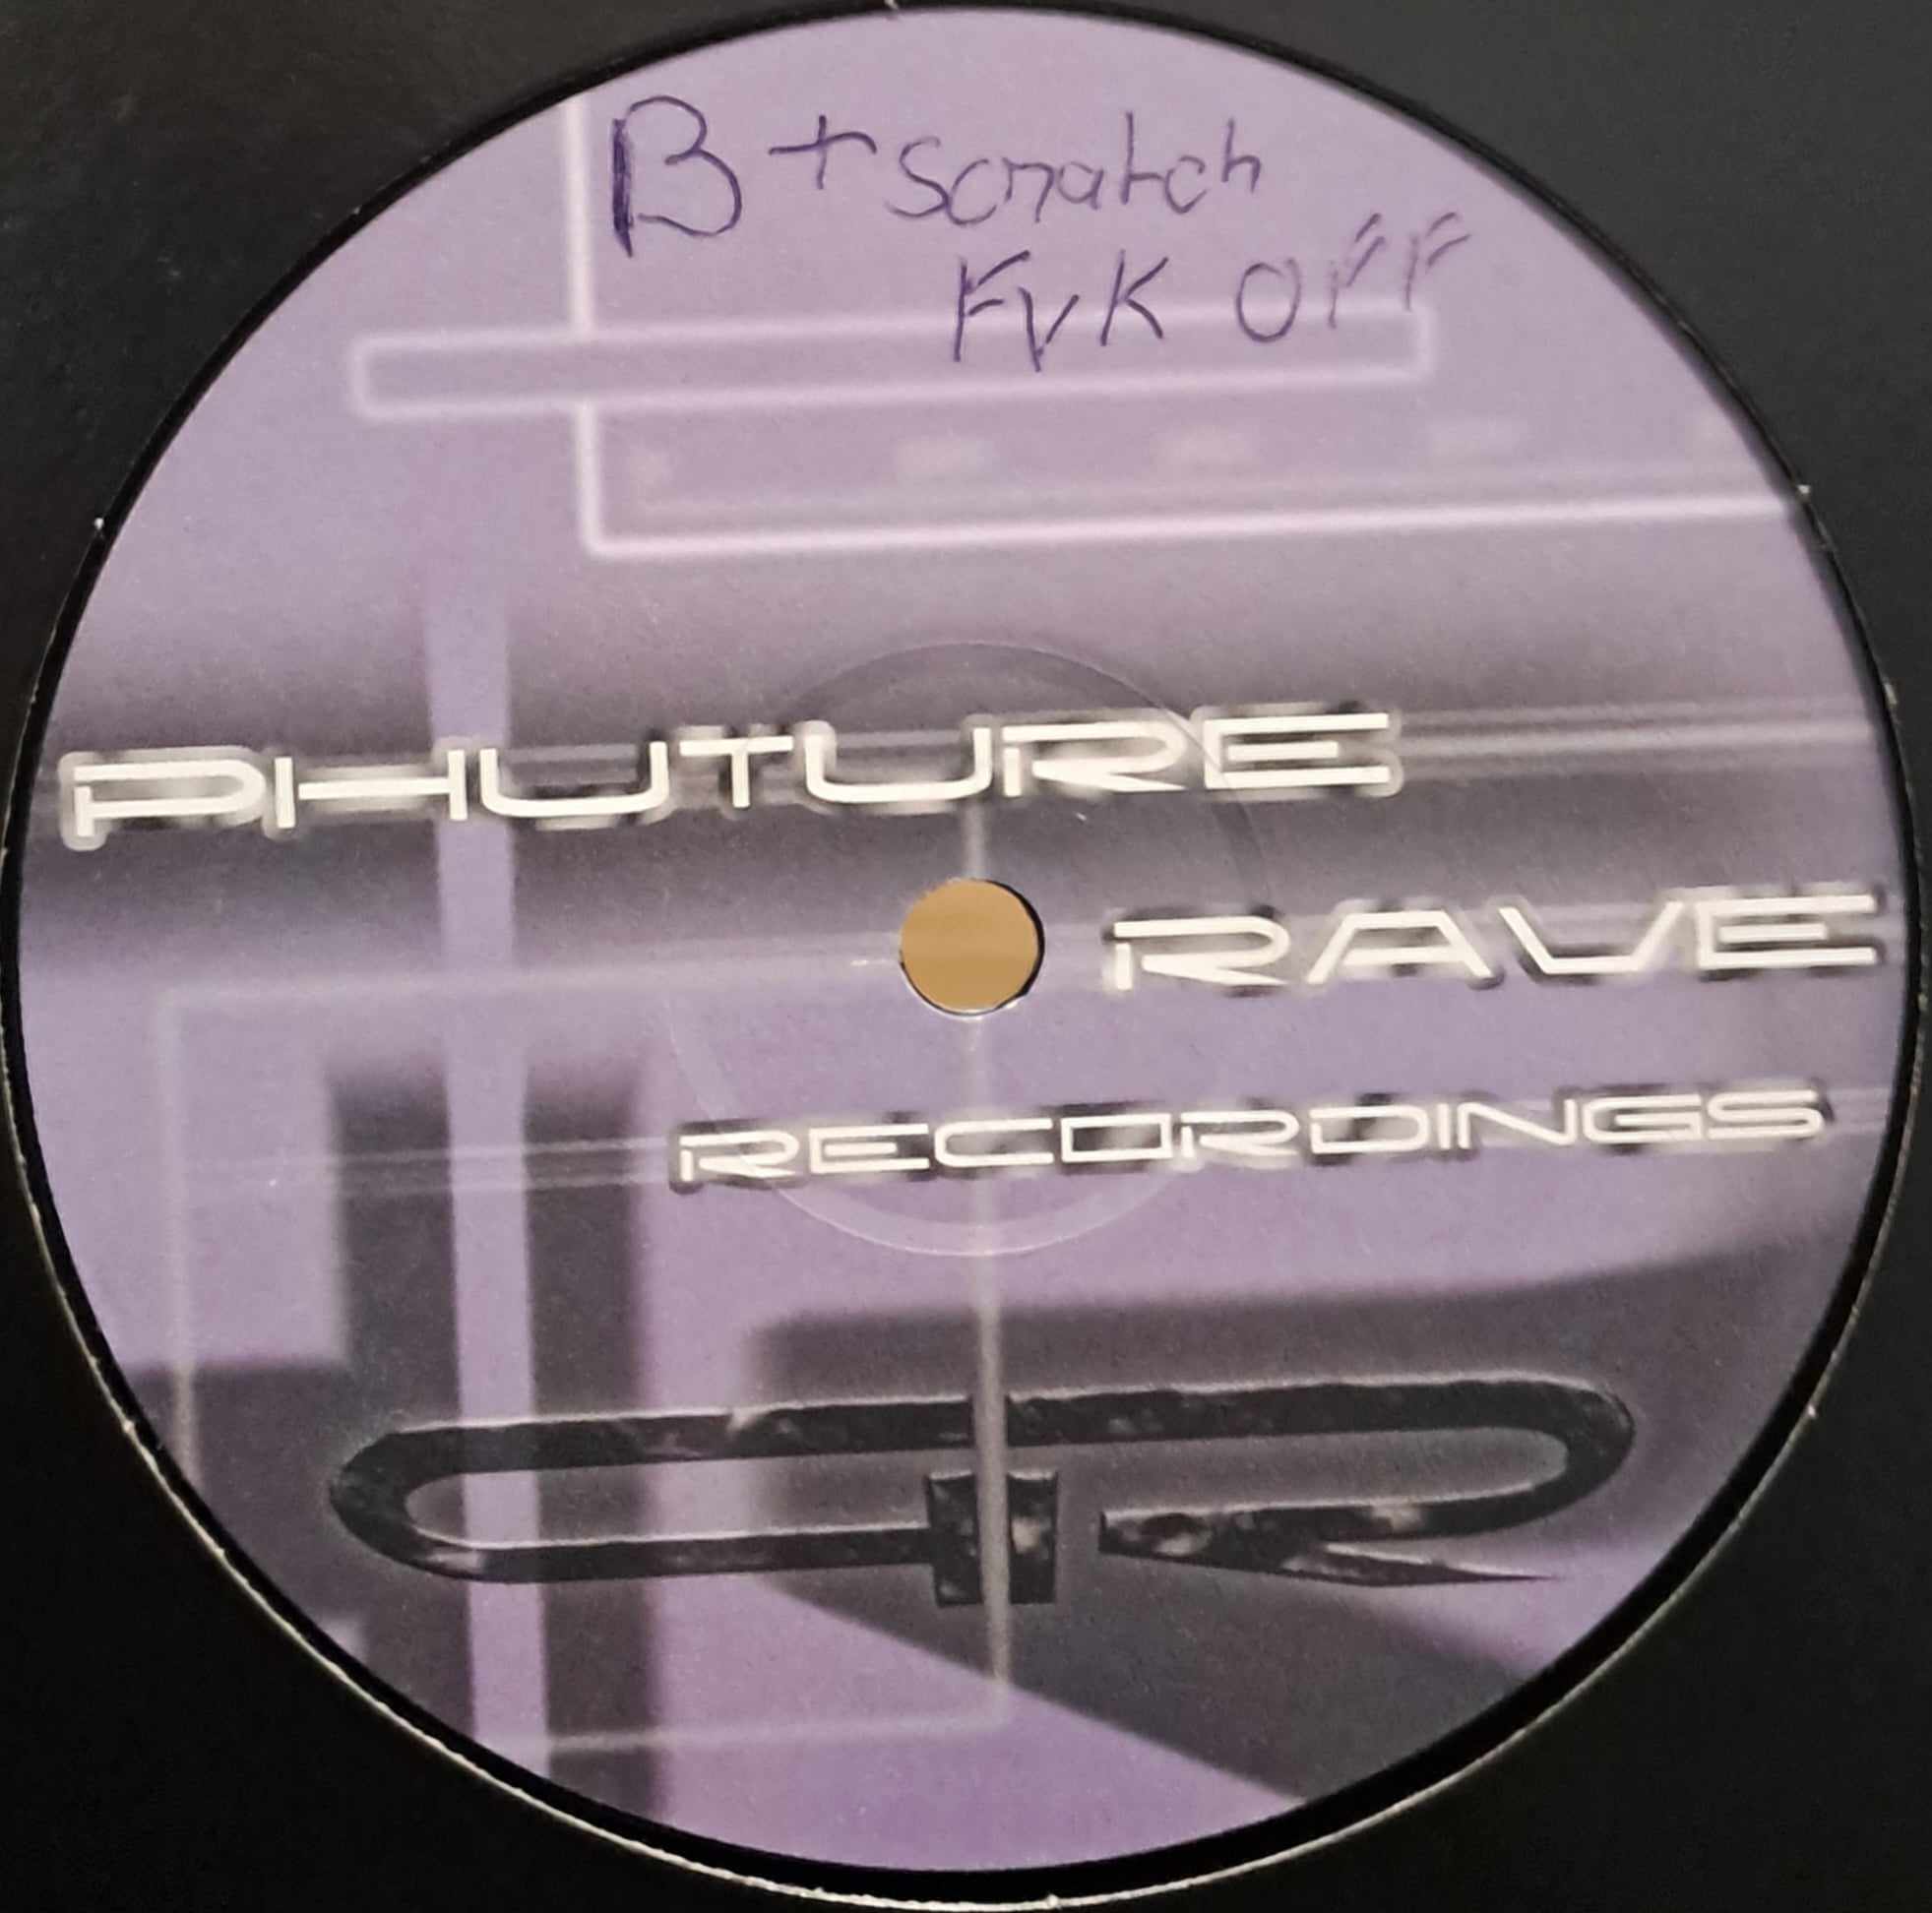 B + scratch
FVK OFF
PHUTURE
RAVE
RECORDINGS